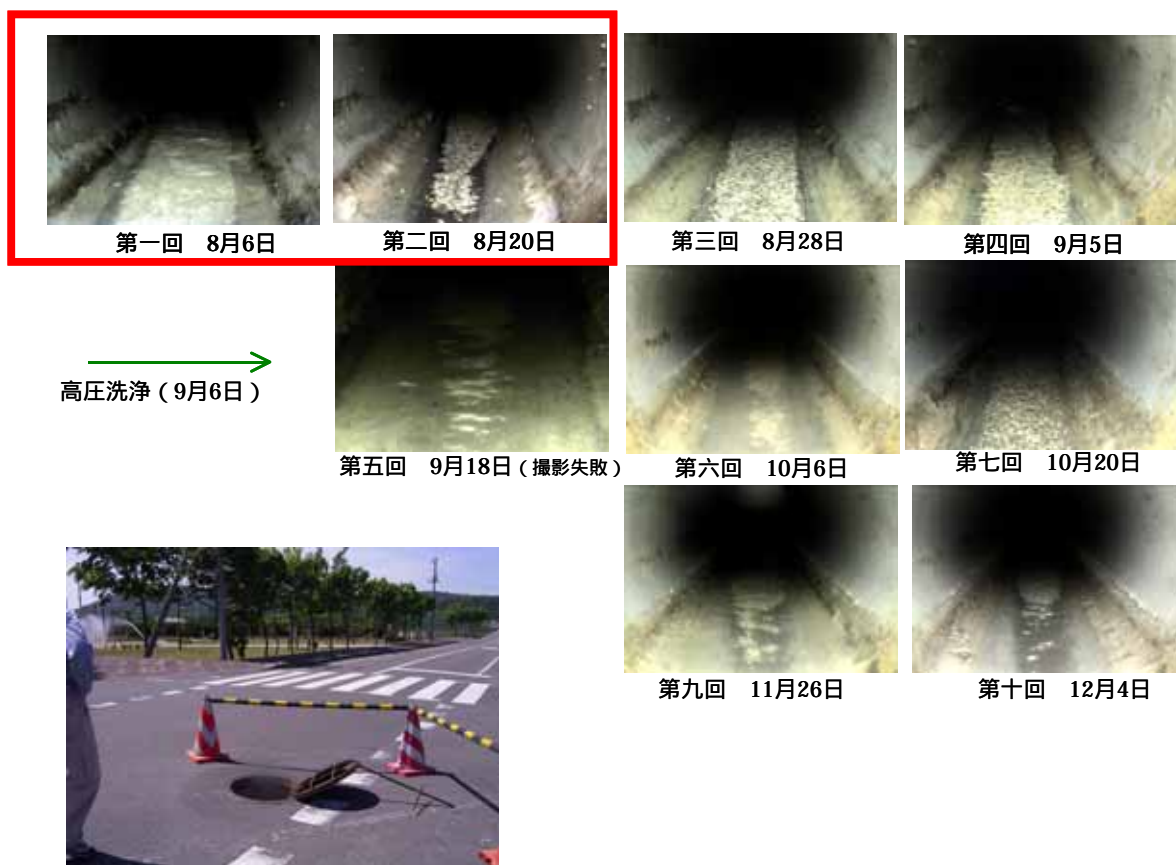 第一回　8月6日
第二回　8月20日
第三回　8月28日
第四回　9月5日
高圧洗浄（9月6日）
第五回　9月18日（撮影失敗）
第六回　10月6日
第七回　10月20日
第九回　11月26日
第十回　12月4日